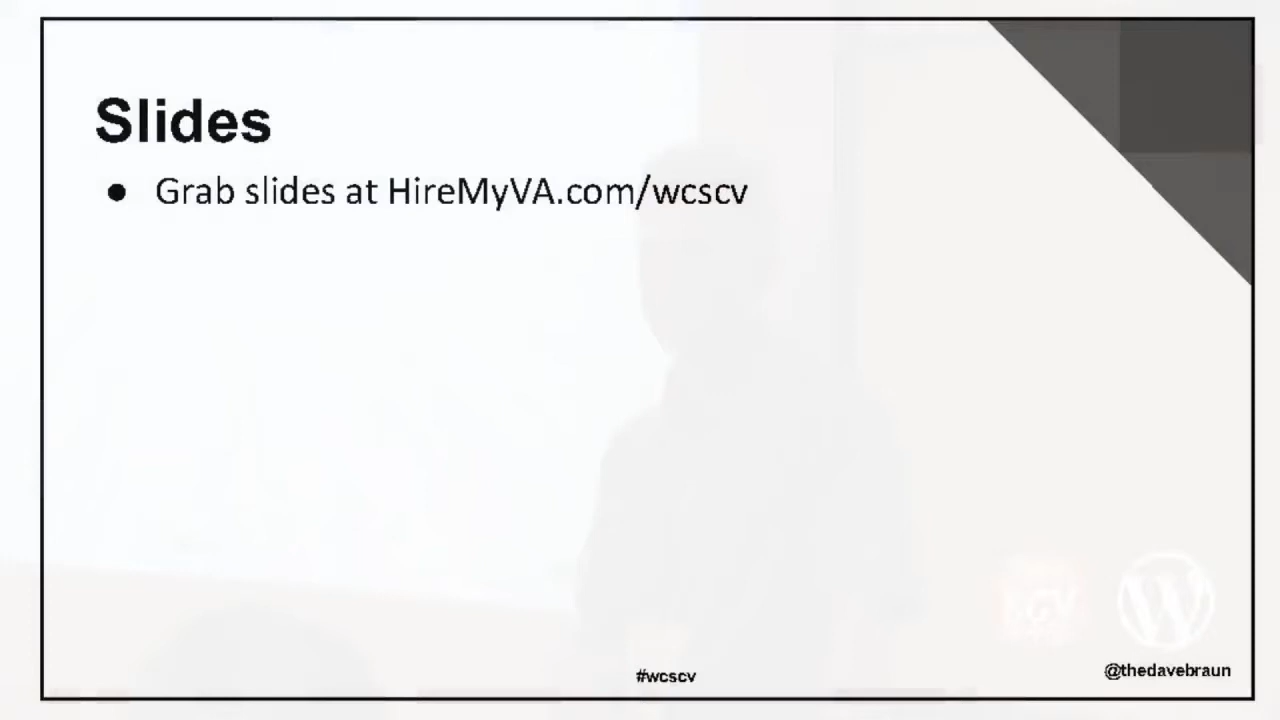 Slides
● Grab slides at HireMyVA.com/wcscv
#wcscv
@thedavebraun